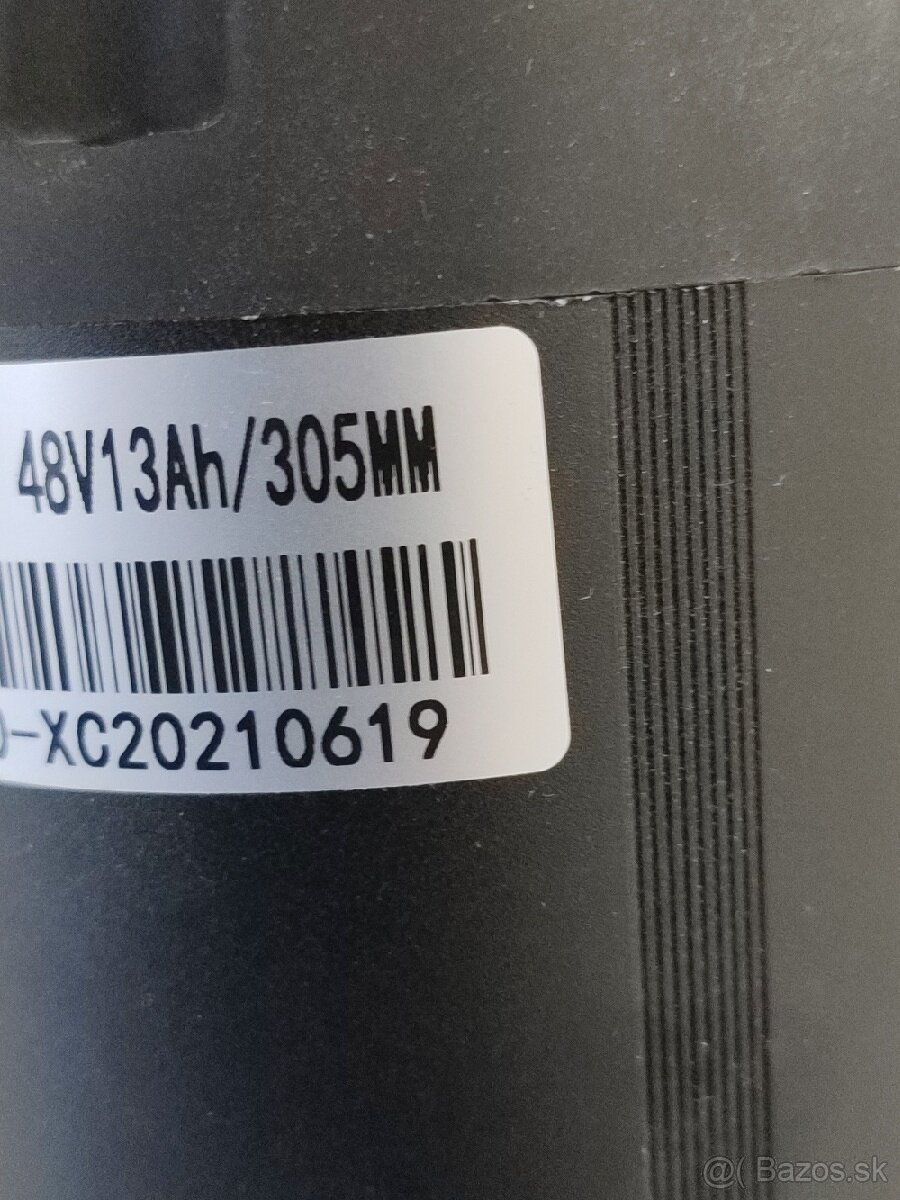 48V13Ah/305MM
-XC20210619
@( Bazos.sk